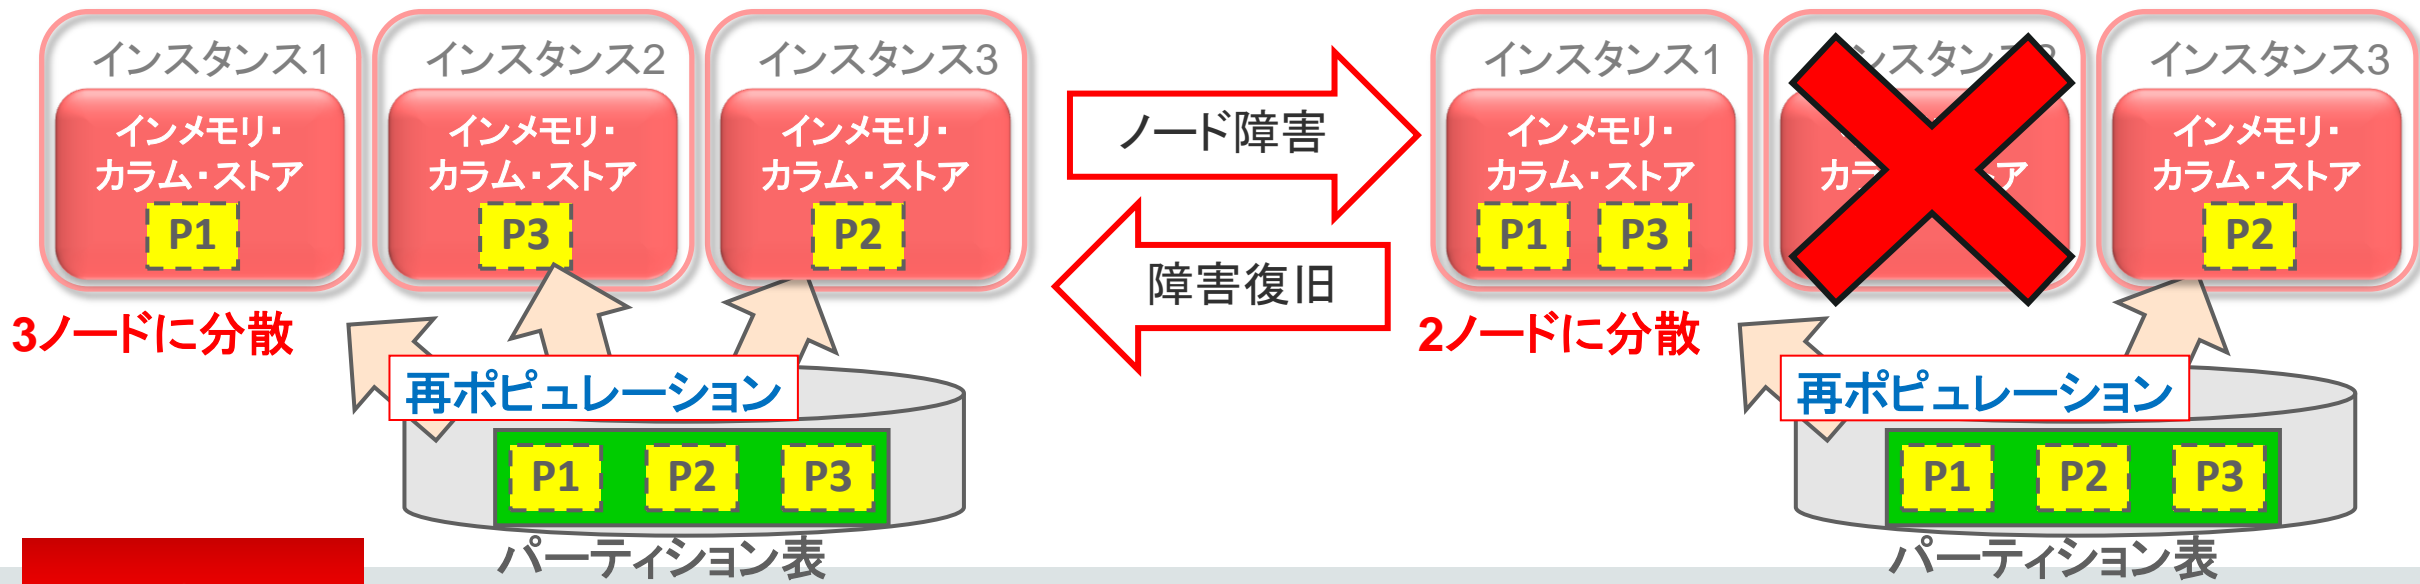 インスタンス1
インメモリ・
カラム・ストア
P1
インスタンス2
インメモリ・
カラム・ストア
P3
インスタンス3
インメモリ・
カラム・ストア
P2
3ノードに分散
再ポピュレーション
P1 P2 P3
パーティション表
ノード障害
障害復旧
インスタンス1
インメモリ・
カラム・ストア
P1 P3
インスタンス3
インメモリ・
カラム・ストア
P2
2ノードに分散
再ポピュレーション
P1 P2 P3
パーティション表